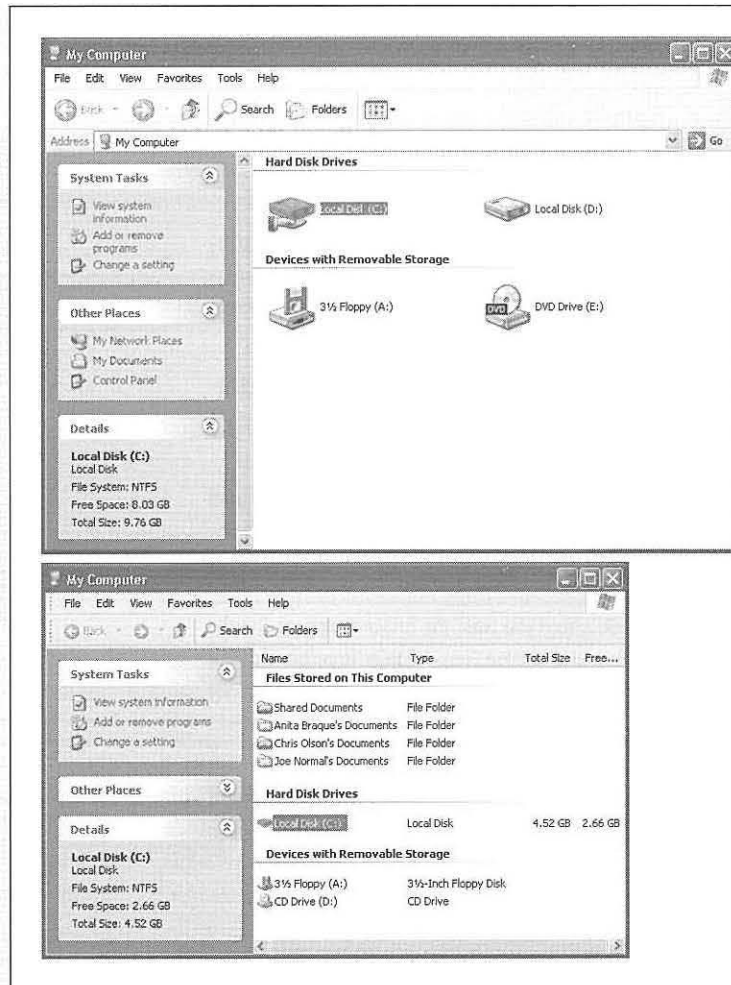 My Computer
File Edit View Favorites Tools Help
Back Search Folders
Address My Computer Go
System Tasks
View system
information
Add or remove
programs
Change a setting
Other Places
My Network Places
My Documents
Control Panel
Details
Local Disk (C:)
Local Disk
File System: NTFS
Free Space: 8.03 GB
Total Size: 9.76 GB
Hard Disk Drives
Local Disk (C:) Local Disk (D:)
Devices with Removable Storage
3½ Floppy (A:) DVD DVD Drive (E:)
My Computer
File Edit View Favorites Tools Help
Back Search Folders
System Tasks
View system information
Add or remove programs
Change a setting
Other Places
Details
Local Disk (C:)
Local Disk
File System: NTFS
Free Space: 2.66 GB
Total Size: 4.52 GB
Name Type Total Size Free...
Files Stored on This Computer
Shared Documents File Folder
Anita Braque's Documents File Folder
Chris Olson's Documents File Folder
Joe Normal's Documents File Folder
Hard Disk Drives
Local Disk (C:) Local Disk 4.52 GB 2.66 GB
Devices with Removable Storage
3½ Floppy (A:) 3½-Inch Floppy Disk
CD Drive (D:) CD Drive